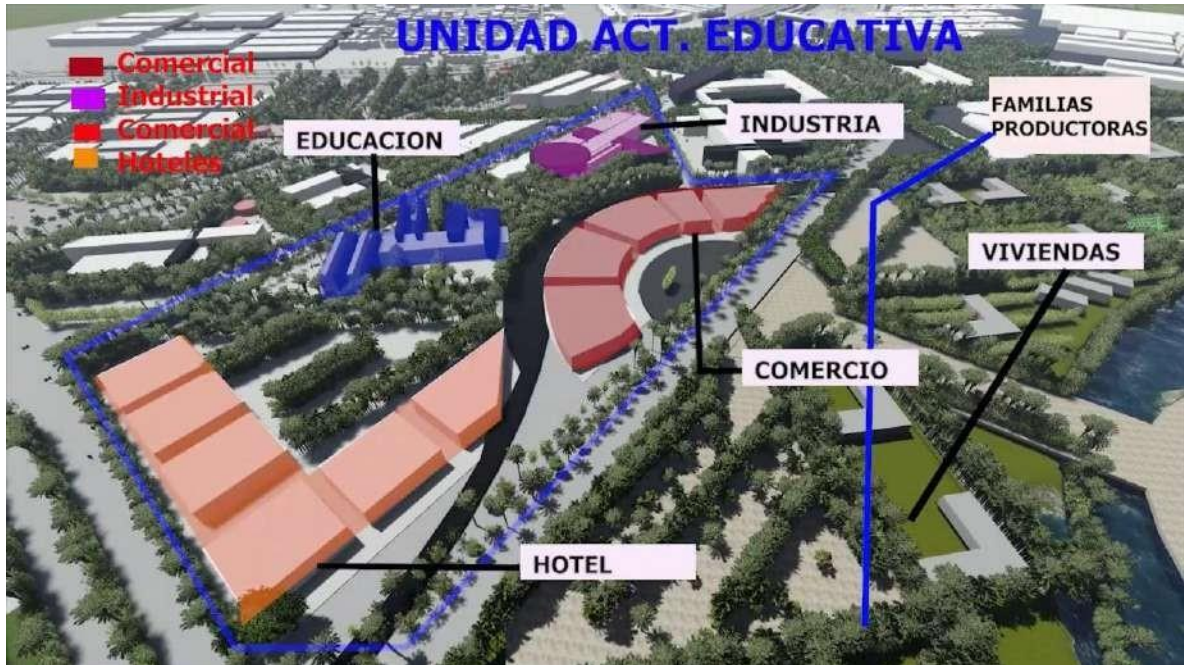 UNIDAD ACT. EDUCATIVA
Comercial
Industrial
Comercial
Hoteles
EDUCACION
INDUSTRIA
FAMILIAS
PRODUCTORAS
VIVIENDAS
COMERCIO
HOTEL